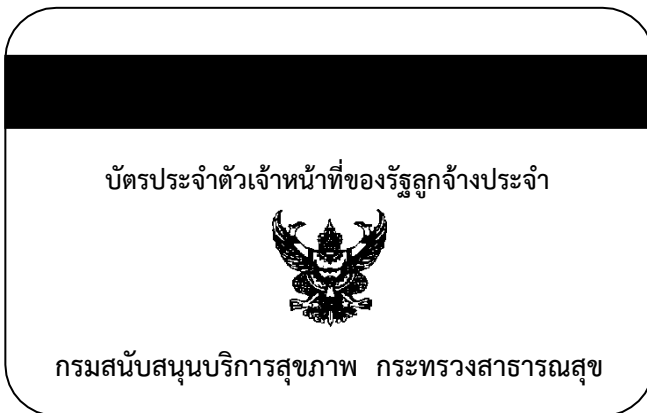 บัตรประจำตัวเจ้าหน้าที่ของรัฐลูกจ้างประจำ
กรมสนับสนุนบริการสุขภาพ กระทรวงสาธารณสุข